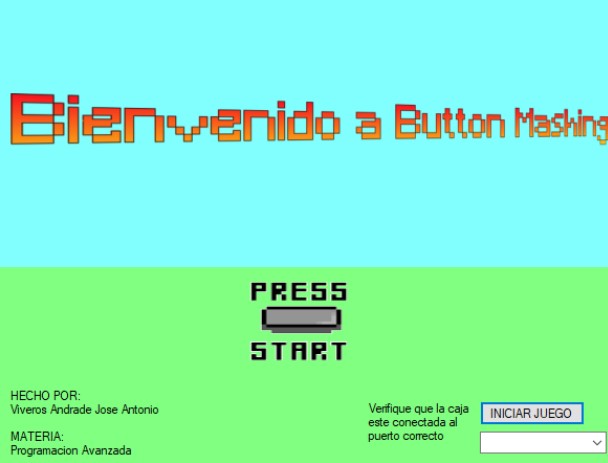 Bienvenido a Button Mashing
PRESS
START
HECHO POR:
Viveros Andrade Jose Antonio
MATERIA:
Programacion Avanzada
Verifique que la caja
este conectada al
puerto correcto
INICIAR JUEGO